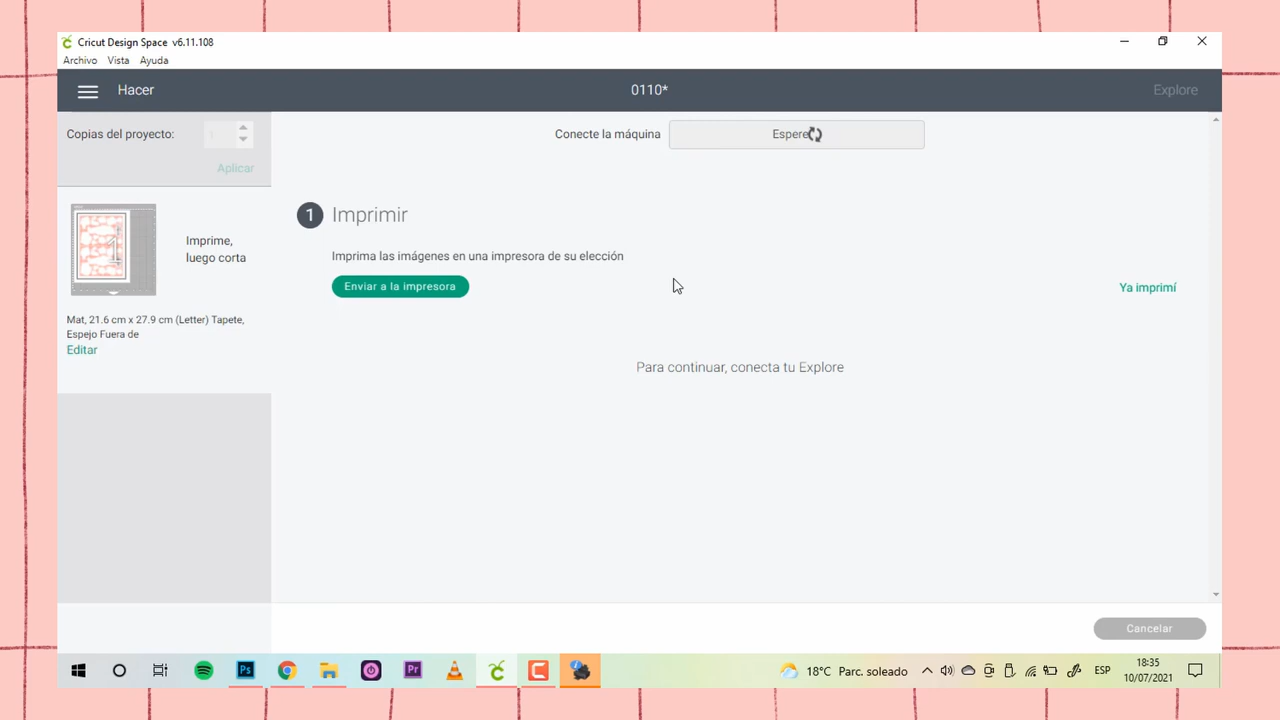 Cricut Design Space v6.11.108
Archivo Vista Ayuda
Hacer
0110*
Explore
Copias del proyecto:
1
Aplicar
Conecte la máquina
Espere
1 Imprimir
Imprime,
luego corta
Imprima las imágenes en una impresora de su elección
Enviar a la impresora
Ya imprimí
Mat, 21.6 cm x 27.9 cm (Letter) Tapete,
Espejo Fuera de
Editar
Para continuar, conecta tu Explore
Cancelar
Ps
Pr
18°C Parc. soleado
ESP
18:35
10/07/2021